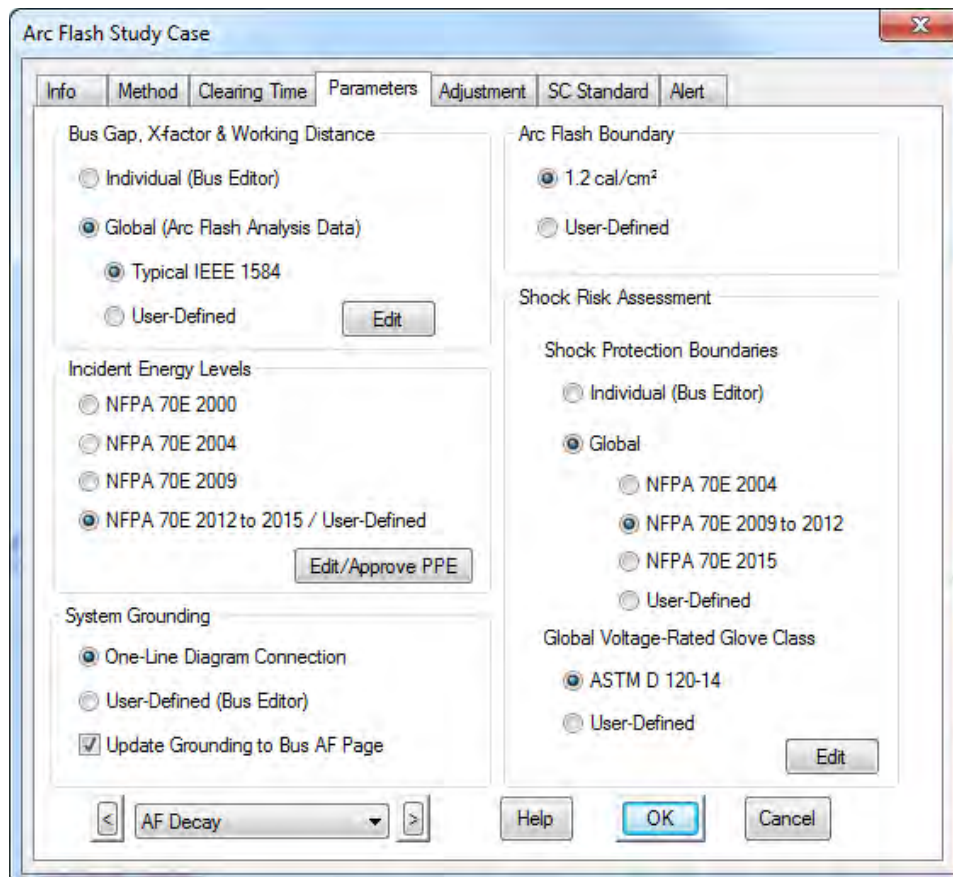 Arc Flash Study Case
X
Info Method Clearing Time Parameters Adjustment SC Standard Alert
Bus Gap, X-factor & Working Distance
Individual (Bus Editor)
Global (Arc Flash Analysis Data)
Typical IEEE 1584
User-Defined
Edit
Incident Energy Levels
NFPA 70E 2000
NFPA 70E 2004
NFPA 70E 2009
NFPA 70E 2012 to 2015 / User-Defined
Edit/Approve PPE
System Grounding
One-Line Diagram Connection
User-Defined (Bus Editor)
Update Grounding to Bus AF Page
Arc Flash Boundary
1.2 cal/cm²
User-Defined
Shock Risk Assessment
Shock Protection Boundaries
Individual (Bus Editor)
Global
NFPA 70E 2004
NFPA 70E 2009 to 2012
NFPA 70E 2015
User-Defined
Global Voltage-Rated Glove Class
ASTM D 120-14
User-Defined
Edit
< AF Decay > Help OK Cancel